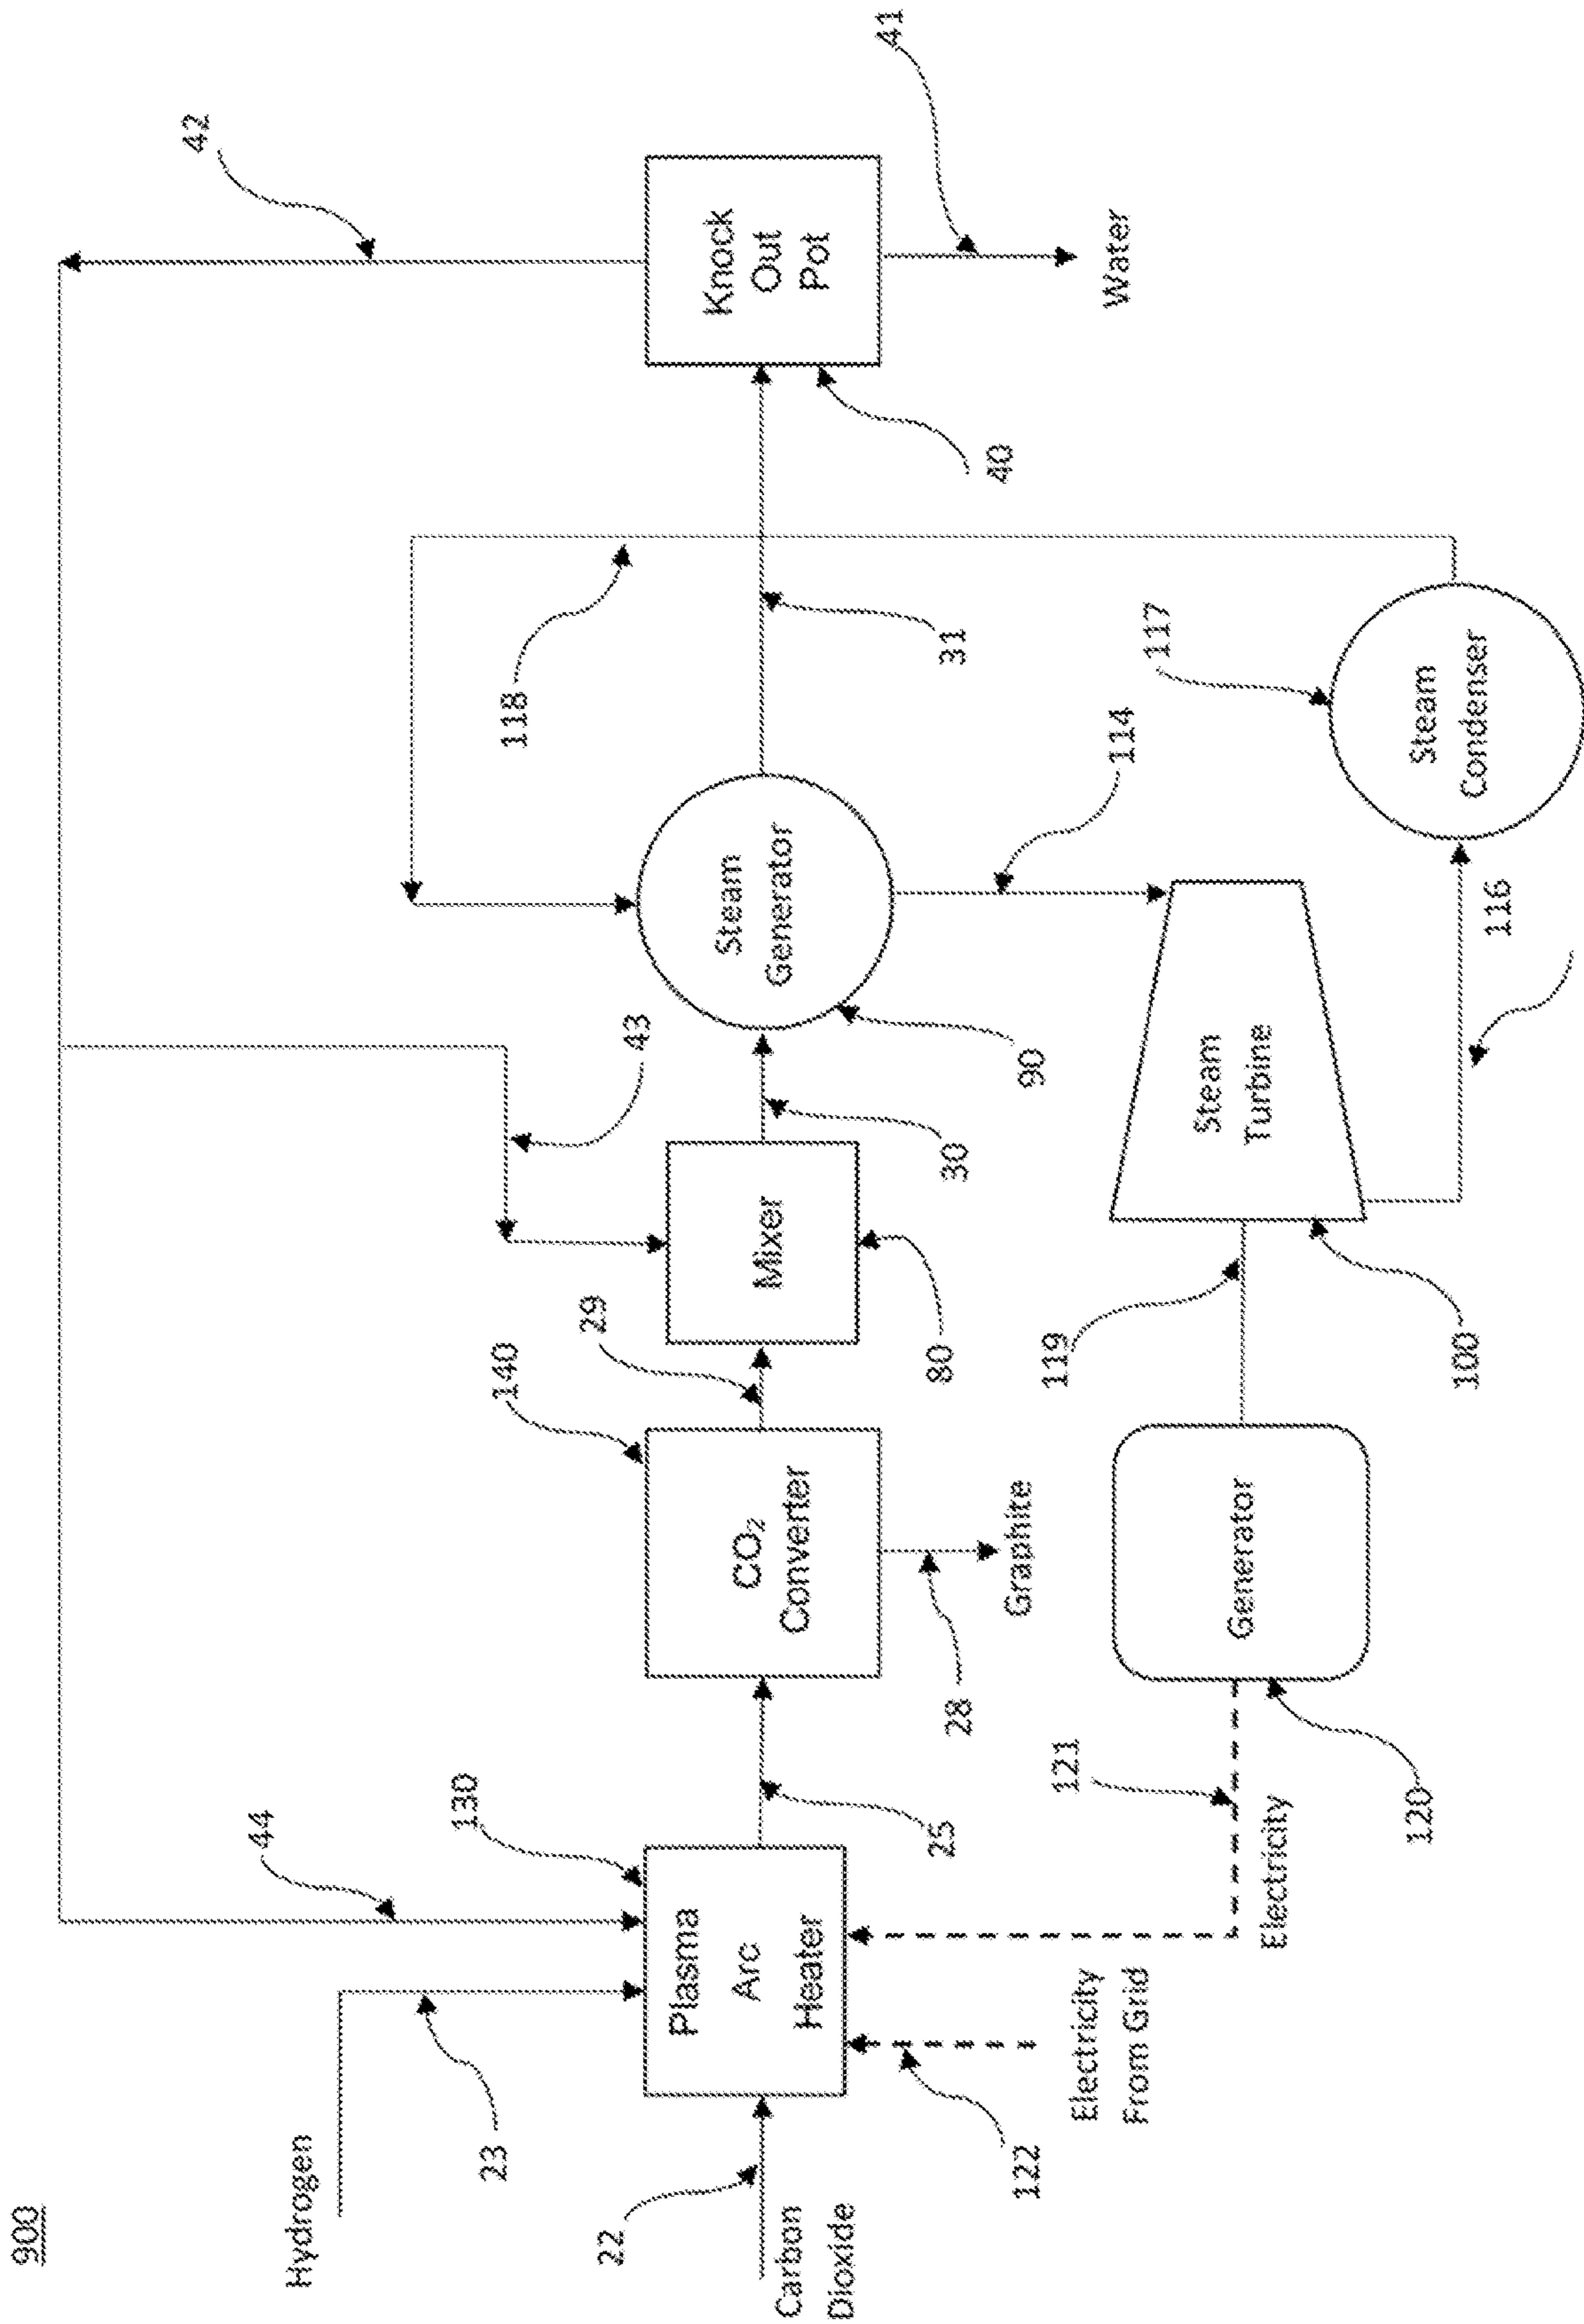 900
Hydrogen
23
44
42
22
Carbon
Dioxide
Plasma
Arc
Heater
130
122
Electricity
From Grid
25
CO₂
Converter
140
28
Graphite
29
Mixer
80
43
30
Steam
Generator
90
118
31
40
Knock
Out
Pot
41
Water
Electricity
121
Generator
120
119
Steam
Turbine
100
114
116
Steam
Condenser
117